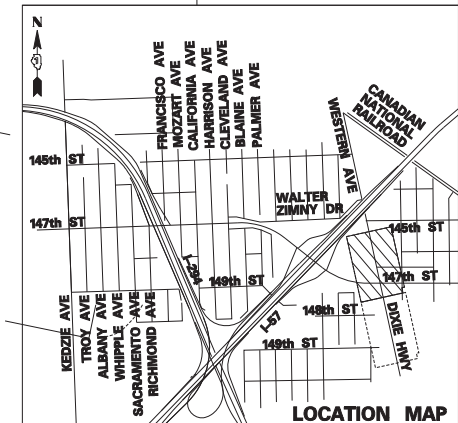 N
FRANCISCO AVE
MOZART AVE
CALIFORNIA AVE
HARRISON AVE
CLEVELAND AVE
BLAINE AVE
PALMER AVE
CANADIAN
NATIONAL
RAILROAD
WESTERN AVE
145th ST
WALTER
ZIMNY DR
147th ST
145th ST
I-294
149th ST
147th ST
KEDZIE AVE
TROY AVE
ALBANY AVE
WHIPPLE AVE
SACRAMENTO AVE
RICHMOND AVE
I-57
148th ST
DIXIE HWY
149th ST
LOCATION MAP